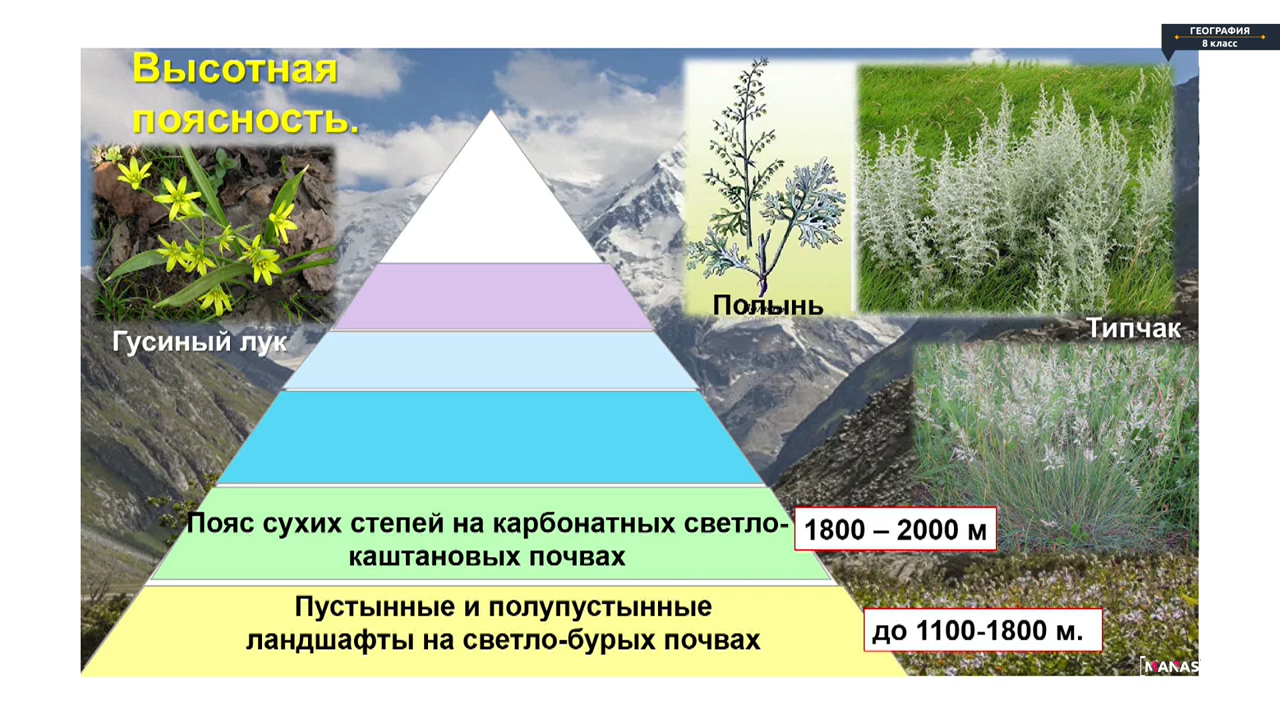 ГЕОГРАФИЯ
8 класс
Высотная
поясность.
Полынь
Типчак
Гусиный лук
Пояс сухих степей на карбонатных светло-
каштановых почвах
1800 – 2000 м
Пустынные и полупустынные
ландшафты на светло-бурых почвах
до 1100-1800 м.
MANAS